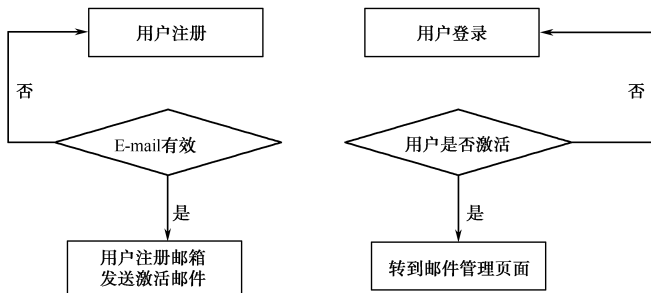 用户注册
用户登录
否
否
E-mail有效
用户是否激活
是
是
用户注册邮箱
发送激活邮件
转到邮件管理页面